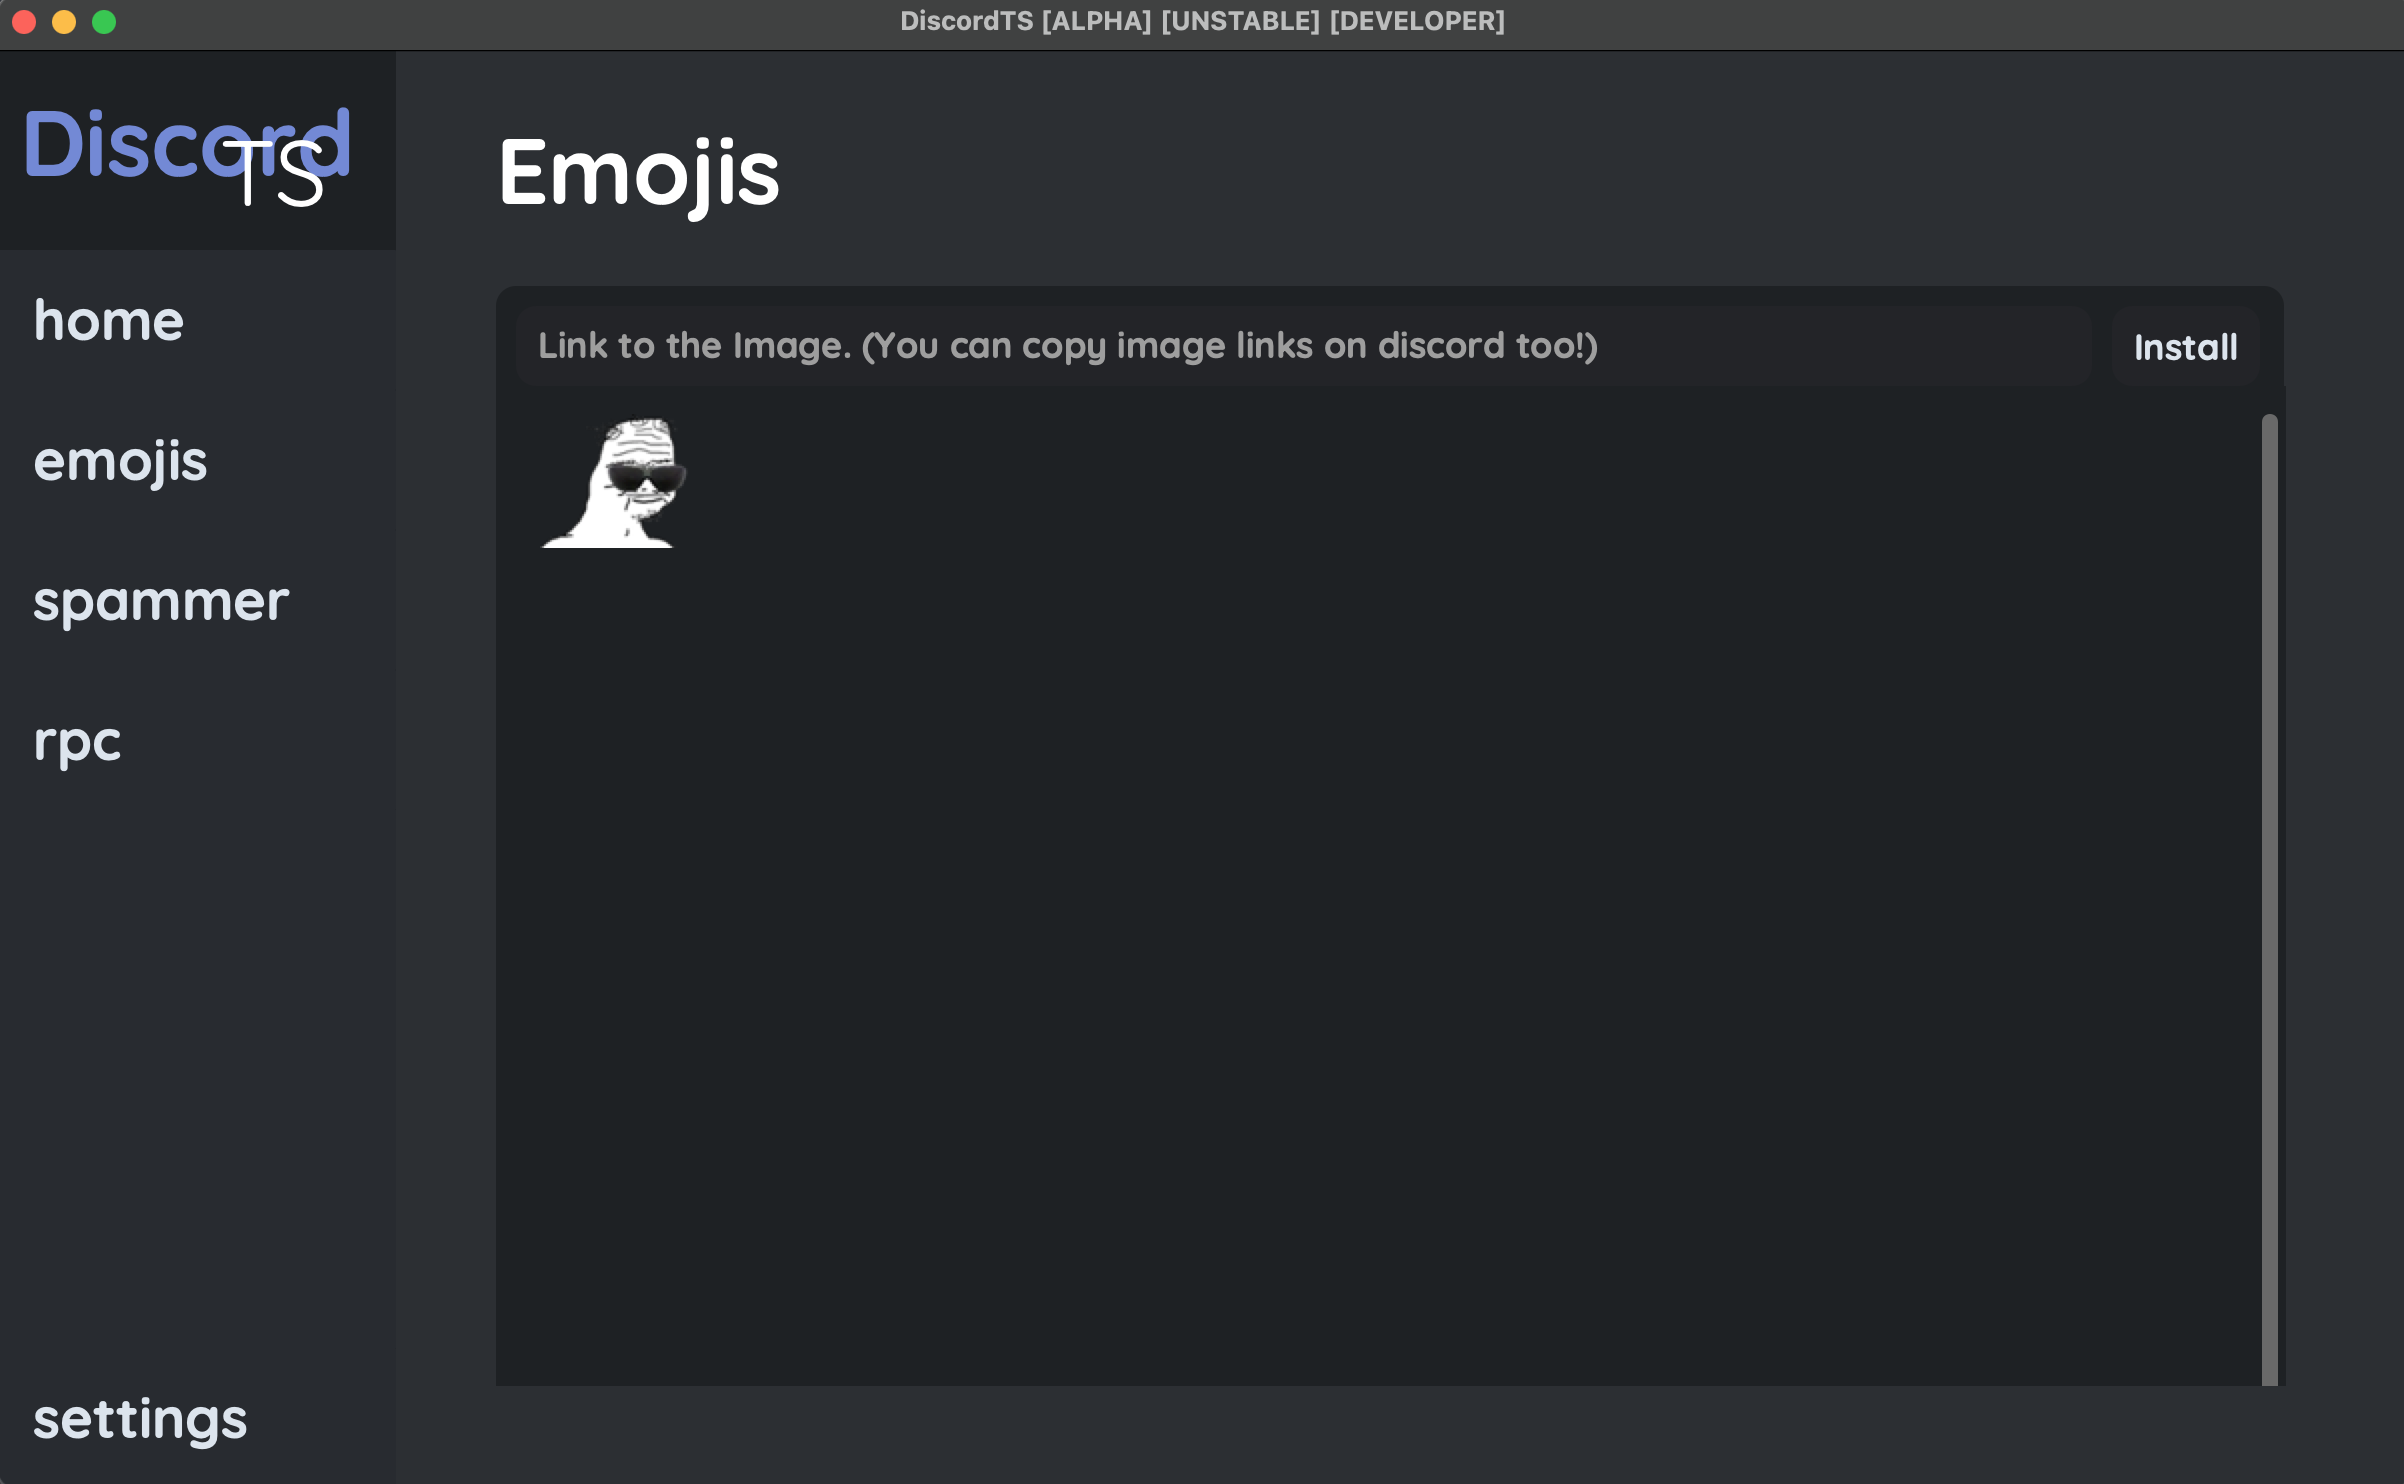 DiscordTS [ALPHA] [UNSTABLE] [DEVELOPER]
Discord
TS
home
emojis
spammer
rpc
settings
Emojis
Link to the Image. (You can copy image links on discord too!)
Install